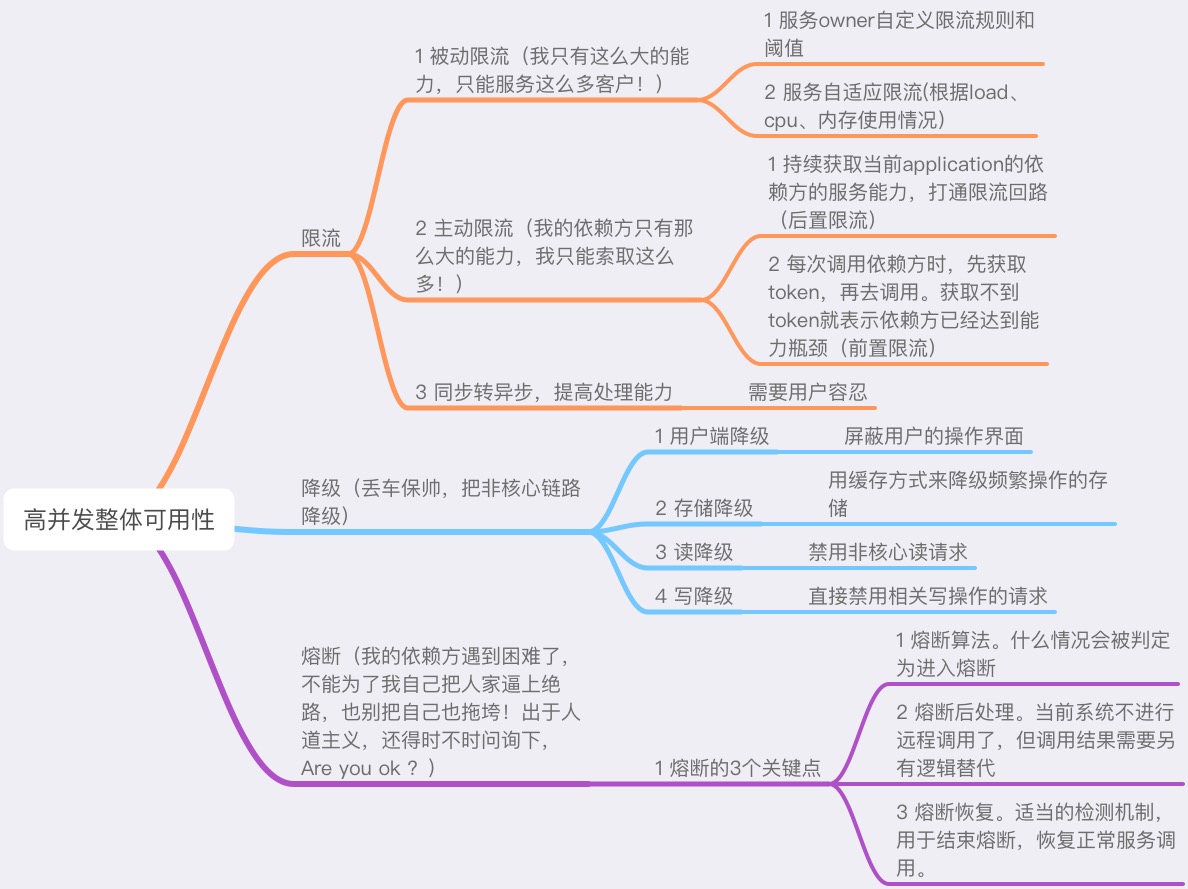 高并发整体可用性
限流
1 被动限流（我只有这么大的能
力，只能服务这么多客户！）
1 服务owner自定义限流规则和
阈值
2 服务自适应限流(根据load、
cpu、内存使用情况）
2 主动限流（我的依赖方只有那
么大的能力，我只能索取这么
多！）
1 持续获取当前application的依
赖方的服务能力，打通限流回路
（后置限流）
2 每次调用依赖方时，先获取
token，再去调用。获取不到
token就表示依赖方已经达到能
力瓶颈（前置限流）
3 同步转异步，提高处理能力
需要用户容忍
降级（丢车保帅，把非核心链路
降级）
1 用户端降级
屏蔽用户的操作界面
2 存储降级
用缓存方式来降级频繁操作的存
储
3 读降级
禁用非核心读请求
4 写降级
直接禁用相关写操作的请求
熔断（我的依赖方遇到困难了，
不能为了我自己把人家逼上绝
路，也别把自己也拖垮！出于人
道主义，还得时不时问询下，
Are you ok？）
1 熔断的3个关键点
1 熔断算法。什么情况会被判定
为进入熔断
2 熔断后处理。当前系统不进行
远程调用了，但调用结果需要另
有逻辑替代
3 熔断恢复。适当的检测机制，
用于结束熔断，恢复正常服务调
用。